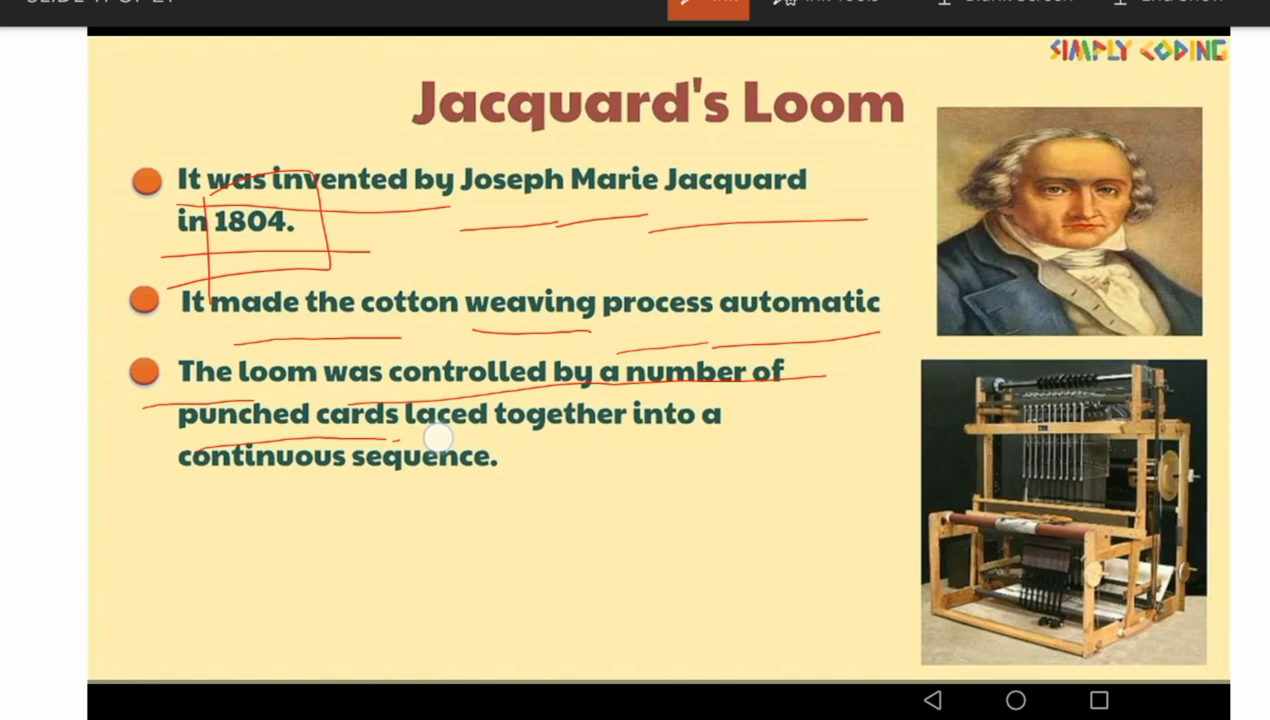 SIMPLY CODING
Jacquard's Loom
It was invented by Joseph Marie Jacquard
in 1804.
It made the cotton weaving process automatic
The loom was controlled by a number of
punched cards laced together into a
continuous sequence.